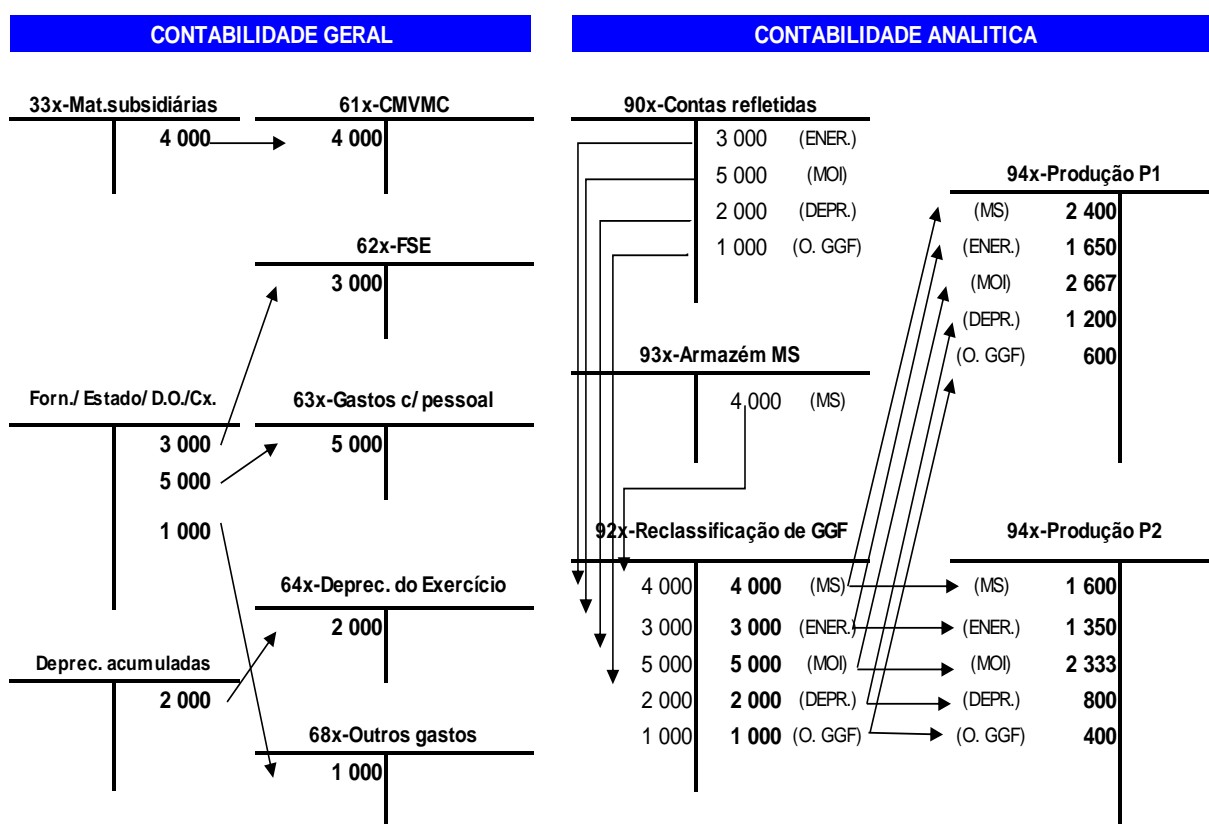 CONTABILIDADE GERAL
CONTABILIDADE ANALITICA
33x-Mat.subsidiárias
4 000
61x-CMVMC
4 000
62x-FSE
3 000
Forn./ Estado/ D.O./Cx.
3 000
5 000
1 000
63x-Gastos c/ pessoal
5 000
64x-Deprec. do Exercício
2 000
Deprec. acumuladas
2 000
68x-Outros gastos
1 000
90x-Contas refletidas
3 000 (ENER.)
5 000 (MOI)
2 000 (DEPR.)
1 000 (O. GGF)
93x-Armazém MS
4 000 (MS)
92x-Reclassificação de GGF
4 000 4 000 (MS)
3 000 3 000 (ENER.)
5 000 5 000 (MOI)
2 000 2 000 (DEPR.)
1 000 1 000 (O. GGF)
94x-Produção P1
(MS) 2 400
(ENER.) 1 650
(MOI) 2 667
(DEPR.) 1 200
(O. GGF) 600
94x-Produção P2
(MS) 1 600
(ENER.) 1 350
(MOI) 2 333
(DEPR.) 800
(O. GGF) 400